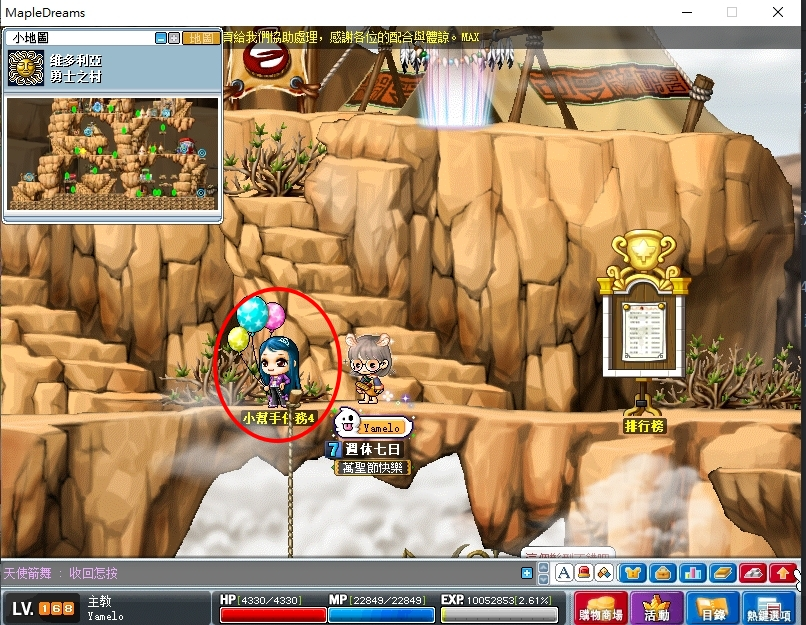 MapleDreams
小地圖
地圖
頁給我們協助處理，感謝各位的配合與體諒。MAX
維多利亞
勇士之村
小幫手任務4
Yamelo
7 週休七日
萬聖節快樂
排行榜
天使箭舞 : 收回怎按
A
LV. 168
主教
Yamelo
HP[4330/4330]
MP[22849/22849]
EXP.10052853[2.61%]
購物商場
活動
目錄
熱鍵選項